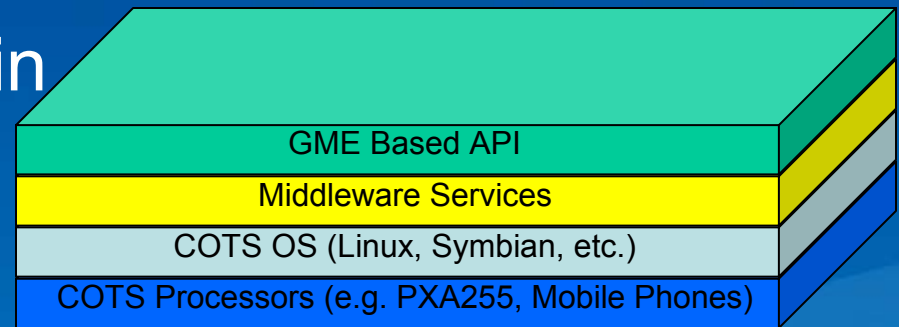 in
GME Based API
Middleware Services
COTS OS (Linux, Symbian, etc.)
COTS Processors (e.g. PXA255, Mobile Phones)